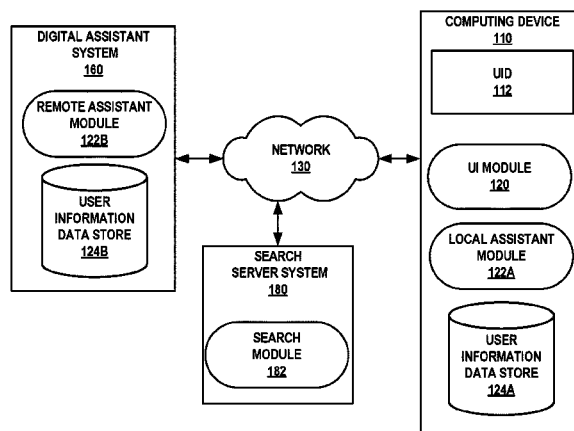 DIGITAL ASSISTANT
SYSTEM
160
REMOTE ASSISTANT
MODULE
122B
USER
INFORMATION
DATA STORE
124B
NETWORK
130
SEARCH
SERVER SYSTEM
180
SEARCH
MODULE
182
COMPUTING DEVICE
110
UID
112
UI MODULE
120
LOCAL ASSISTANT
MODULE
122A
USER
INFORMATION
DATA STORE
124A